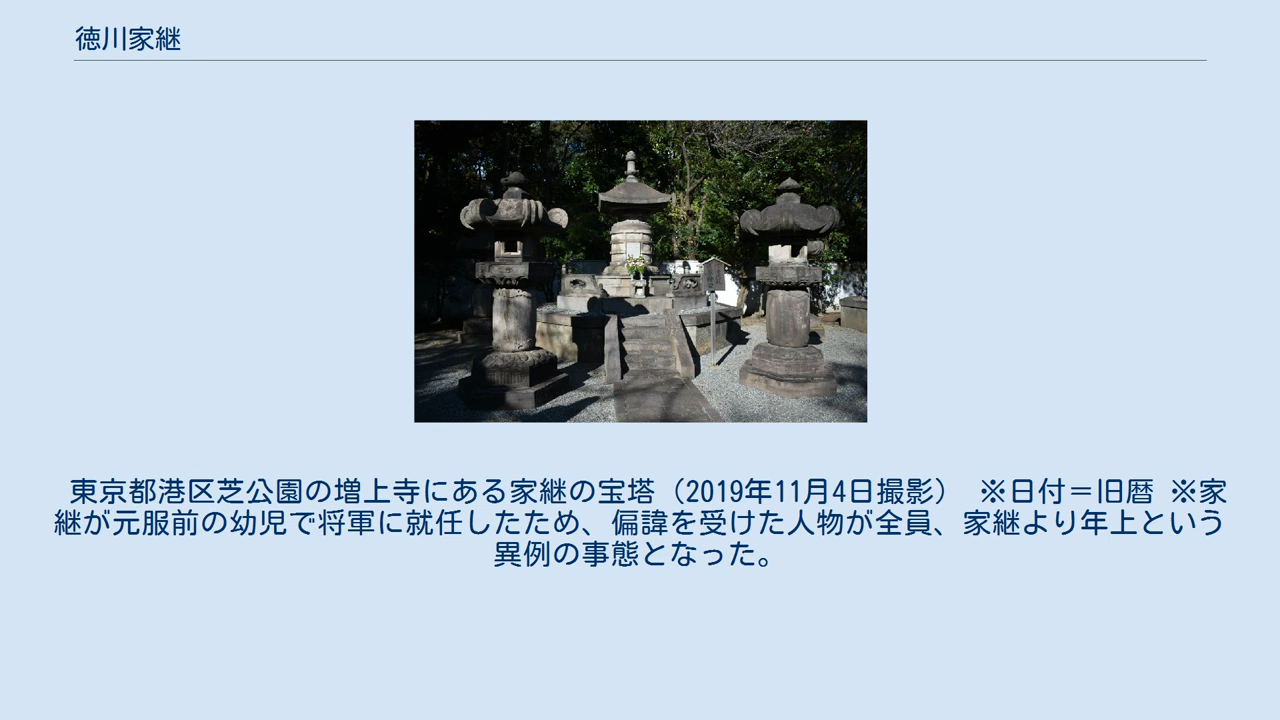 徳川家継
東京都港区芝公園の増上寺にある家継の宝塔（2019年11月4日撮影） ※日付＝旧暦 ※家
継が元服前の幼児で将軍に就任したため、偏諱を受けた人物が全員、家継より年上という
異例の事態となった。